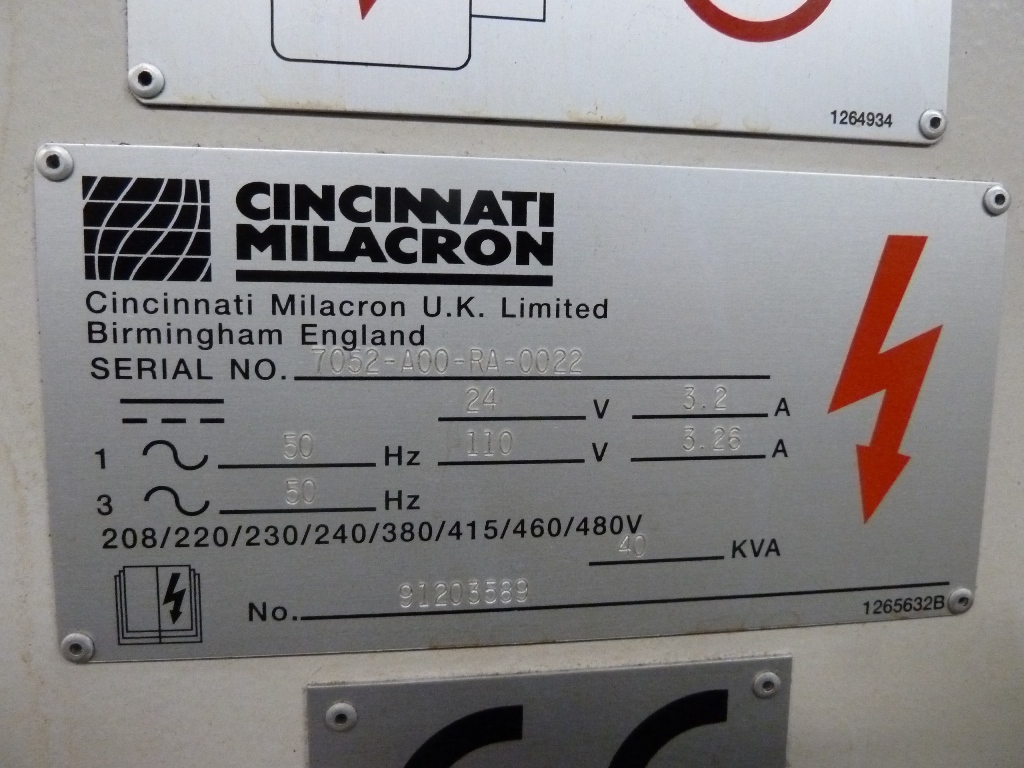 1264934
CINCINNATI
MILACRON
Cincinnati Milacron U.K. Limited
Birmingham England
SERIAL NO. 7052-A00-RA-0022
24 V 3.2 A
1 50 Hz 110 V 3.26 A
3 50 Hz
208/220/230/240/380/415/460/480V
40 KVA
No. 91203589
1265632B